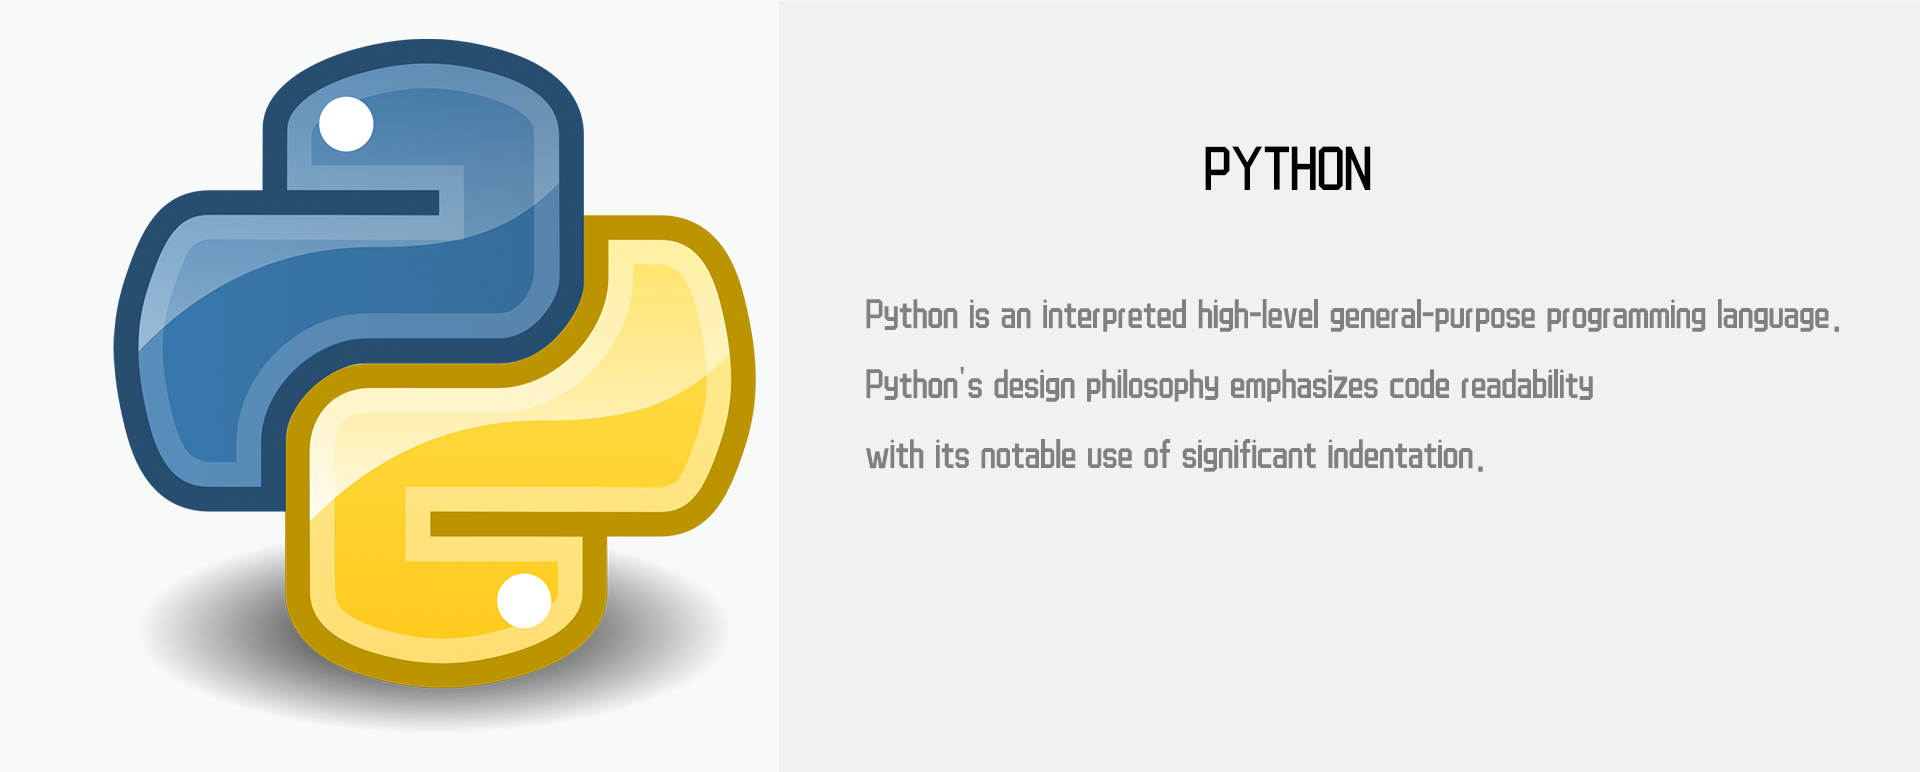 PYTHON
Python is an interpreted high-level general-purpose programming language.
Python's design philosophy emphasizes code readability
with its notable use of significant indentation.